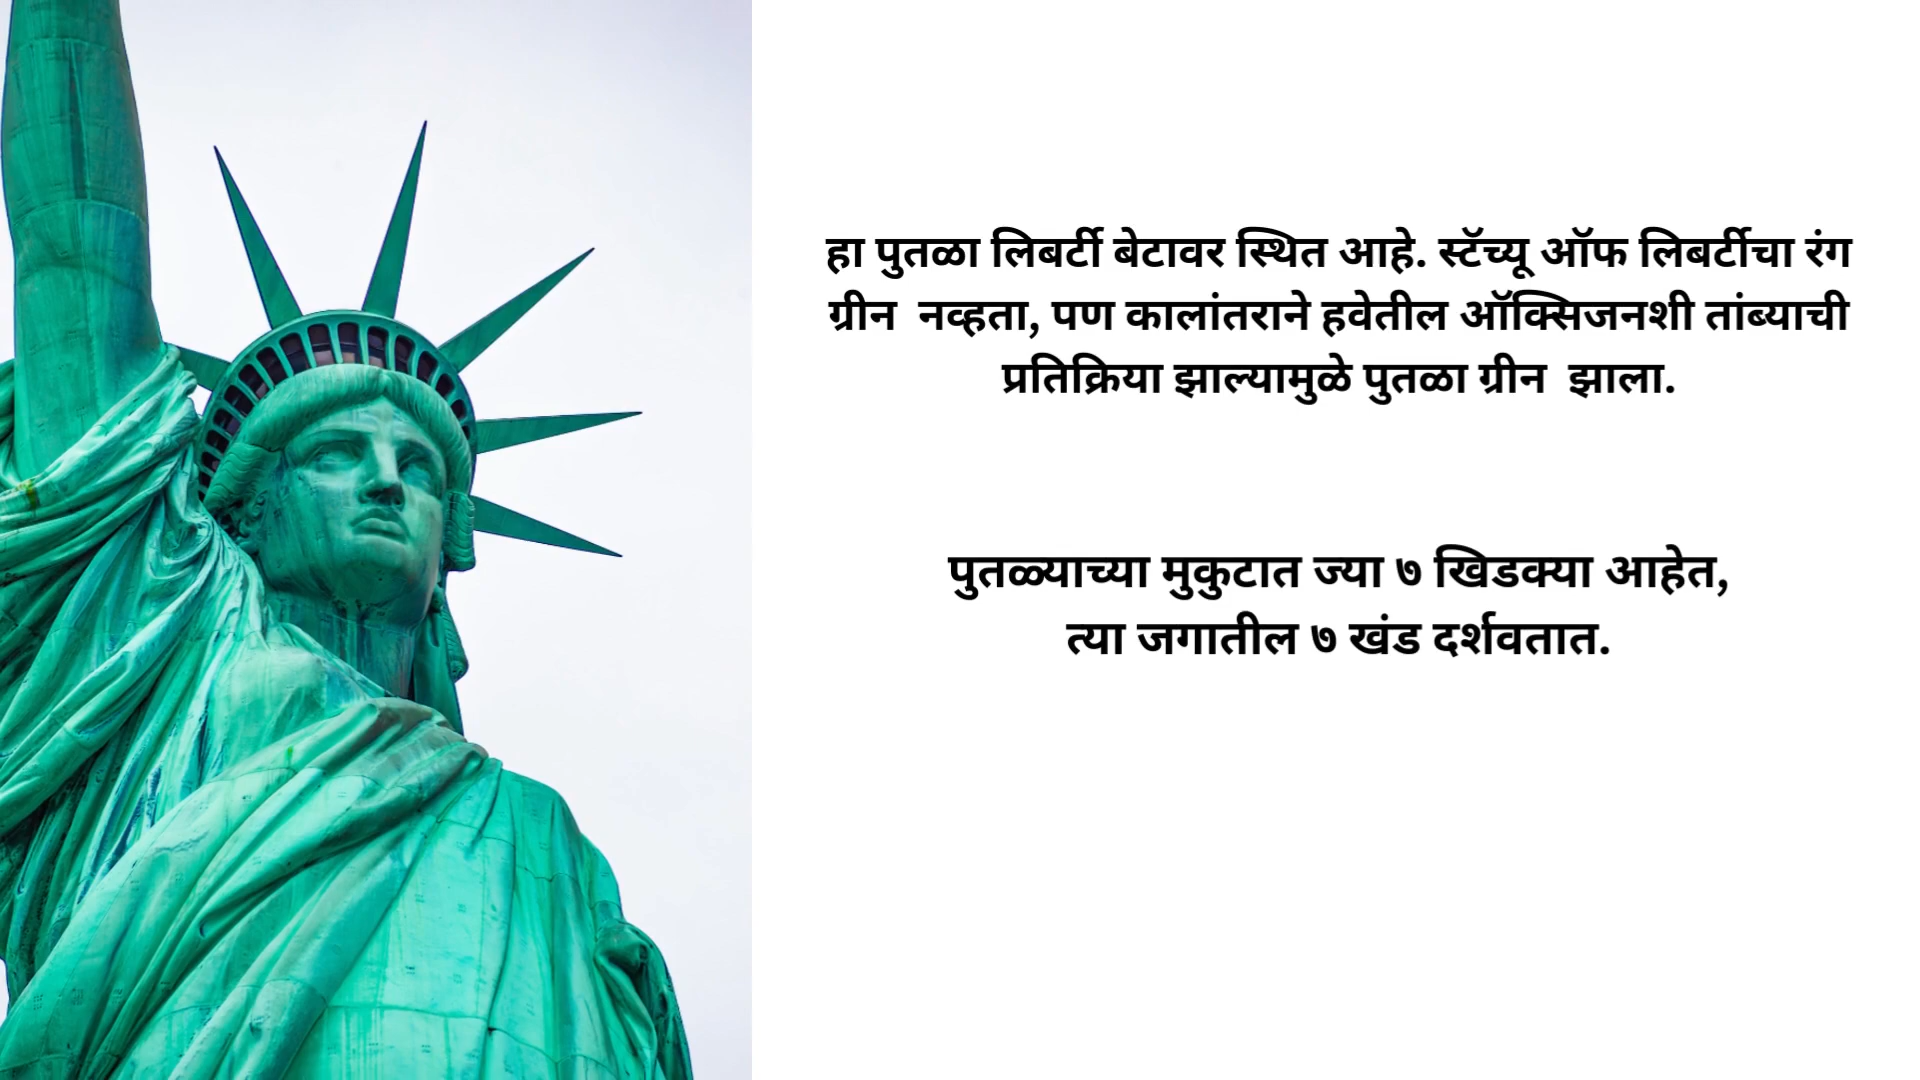 हा पुतळा लिबर्टी बेटावर स्थित आहे. स्टॅच्यू ऑफ लिबर्टीचा रंग
ग्रीन नव्हता, पण कालांतराने हवेतील ऑक्सिजनशी तांब्याची
प्रतिक्रिया झाल्यामुळे पुतळा ग्रीन झाला.
पुतळ्याच्या मुकुटात ज्या ७ खिडक्या आहेत,
त्या जगातील ७ खंड दर्शवतात.